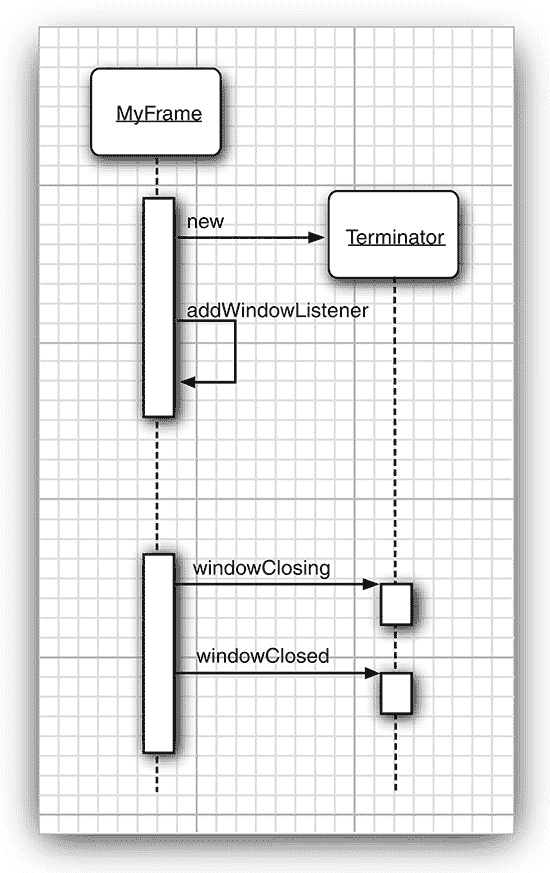 MyFrame
new
Terminator
addWindowListener
windowClosing
windowClosed